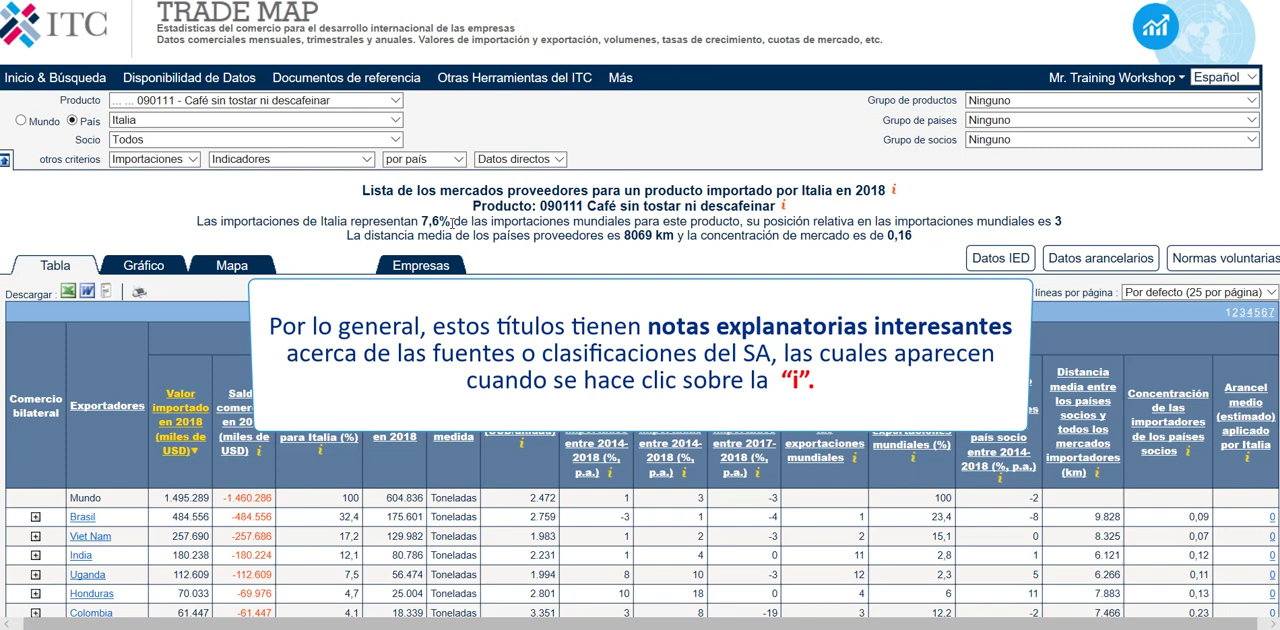 ITC
TRADE MAP
Estadísticas del comercio para el desarrollo internacional de las empresas
Datos comerciales mensuales, trimestrales y anuales. Valores de importación y exportación, volumenes, tasas de crecimiento, cuotas de mercado, etc.
Inicio & Búsqueda Disponibilidad de Datos Documentos de referencia Otras Herramientas del ITC Más Mr. Training Workshop Español
Producto ... ... 090111 - Café sin tostar ni descafeinar Grupo de productos Ninguno
Mundo País Italia Grupo de paises Ninguno
Socio Todos Grupo de socios Ninguno
otros criterios Importaciones Indicadores por país Datos directos
Lista de los mercados proveedores para un producto importado por Italia en 2018 i
Producto: 090111 Café sin tostar ni descafeinar i
Las importaciones de Italia representan 7,6% de las importaciones mundiales para este producto, su posición relativa en las importaciones mundiales es 3
La distancia media de los países proveedores es 8069 km y la concentración de mercado es de 0,16
Tabla Gráfico Mapa Empresas Datos IED Datos arancelarios Normas voluntarias
Descargar : líneas por página : Por defecto (25 por página)
1 2 3 4 5 6 7
Por lo general, estos títulos tienen notas explanatorias interesantes
acerca de las fuentes o clasificaciones del SA, las cuales aparecen
cuando se hace clic sobre la "i".
Comercio
bilateral
Exportadores
Valor
importado
en 2018
(miles de
USD)▼
Sald
comer
en 20
(miles de
USD) i
para Italia (%)
i
en 2018
medida
i
entre 2014-
2018 (%,
p.a.) i
entre 2014-
2018 (%,
p.a.) i
entre 2017-
2018 (%,
p.a.) i
exportaciones
mundiales i
mundiales (%)
i
país socio
entre 2014-
2018 (%, p.a.)
i
Distancia
media entre
los países
socios y
todos los
mercados
importadores
(km) i
Concentración
de las
importadores
de los países
socios i
Arancel
medio
(estimado)
aplicado
por Italia
i
Mundo 1.495.289 -1.460.286 100 604.836 Toneladas 2.472 1 3 -3 100 -2
Brasil 484.556 -484.556 32,4 175.601 Toneladas 2.759 -3 1 -4 1 23,4 -8 9.828 0,09 0
Viet Nam 257.690 -257.686 17,2 129.982 Toneladas 1.983 1 2 -3 2 15,1 0 8.325 0,07 0
India 180.238 -180.224 12,1 80.786 Toneladas 2.231 1 4 0 11 2,8 1 6.121 0,12 0
Uganda 112.609 -112.609 7,5 56.474 Toneladas 1.994 8 10 -3 12 2,3 5 6.266 0,11 0
Honduras 70.033 -69.976 4,7 25.004 Toneladas 2.801 10 18 0 4 6 11 7.883 0,13 0
Colombia 61.447 -61.447 4,1 18.339 Toneladas 3.351 3 8 -19 3 12,2 -2 7.466 0,23 0